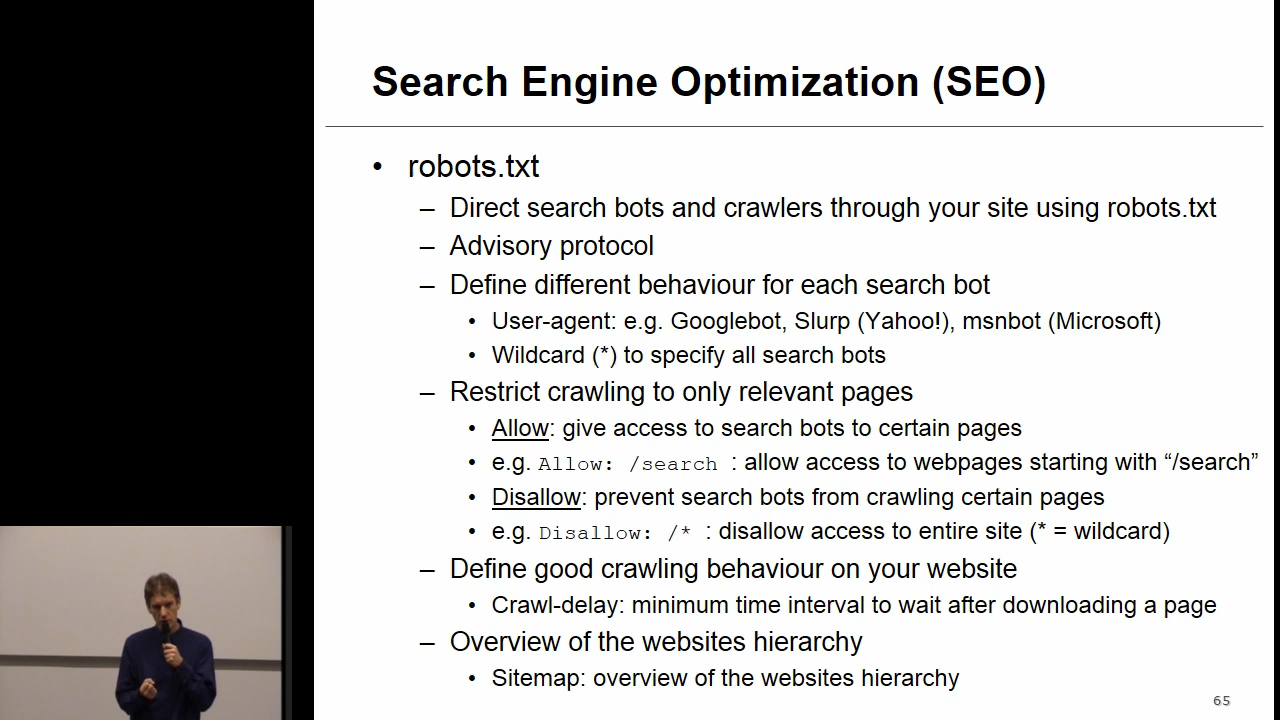 Search Engine Optimization (SEO)
• robots.txt
– Direct search bots and crawlers through your site using robots.txt
– Advisory protocol
– Define different behaviour for each search bot
• User-agent: e.g. Googlebot, Slurp (Yahoo!), msnbot (Microsoft)
• Wildcard (*) to specify all search bots
– Restrict crawling to only relevant pages
• Allow: give access to search bots to certain pages
• e.g. Allow: /search : allow access to webpages starting with “/search”
• Disallow: prevent search bots from crawling certain pages
• e.g. Disallow: /* : disallow access to entire site (* = wildcard)
– Define good crawling behaviour on your website
• Crawl-delay: minimum time interval to wait after downloading a page
– Overview of the websites hierarchy
• Sitemap: overview of the websites hierarchy
65